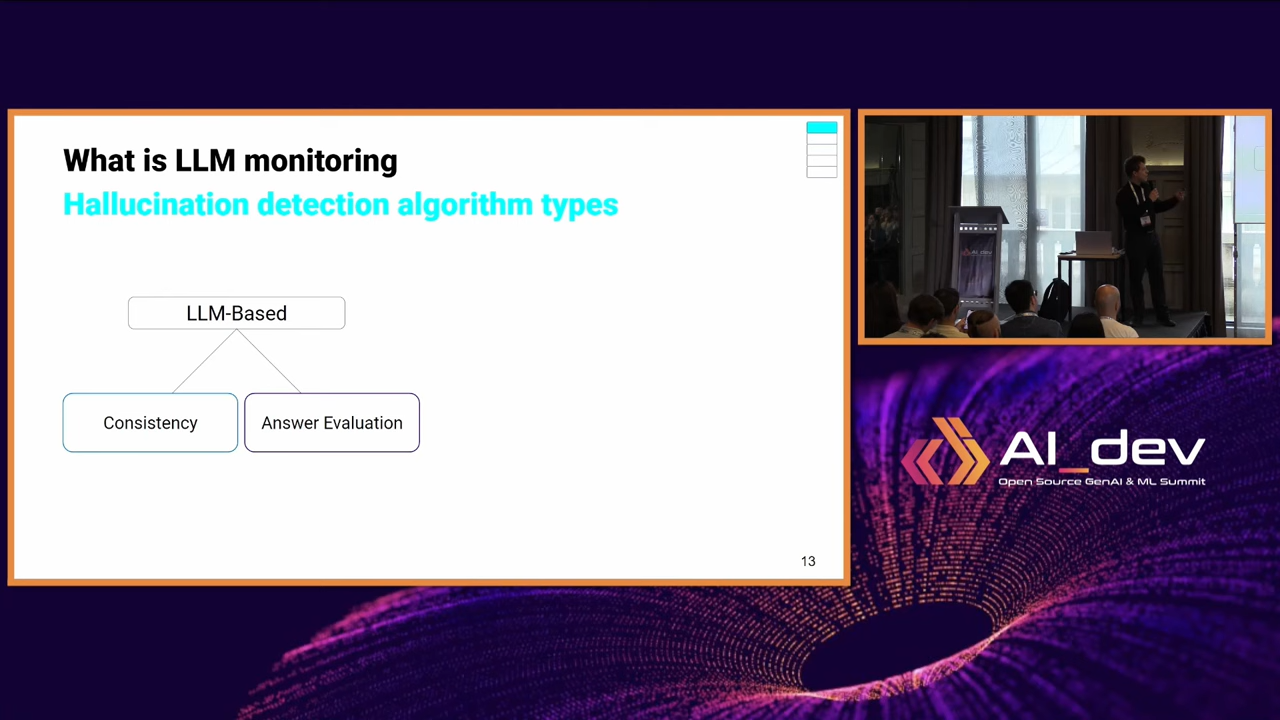 What is LLM monitoring
Hallucination detection algorithm types
LLM-Based
Consistency
Answer Evaluation
13
AI_dev
Open Source GenAI & ML Summit